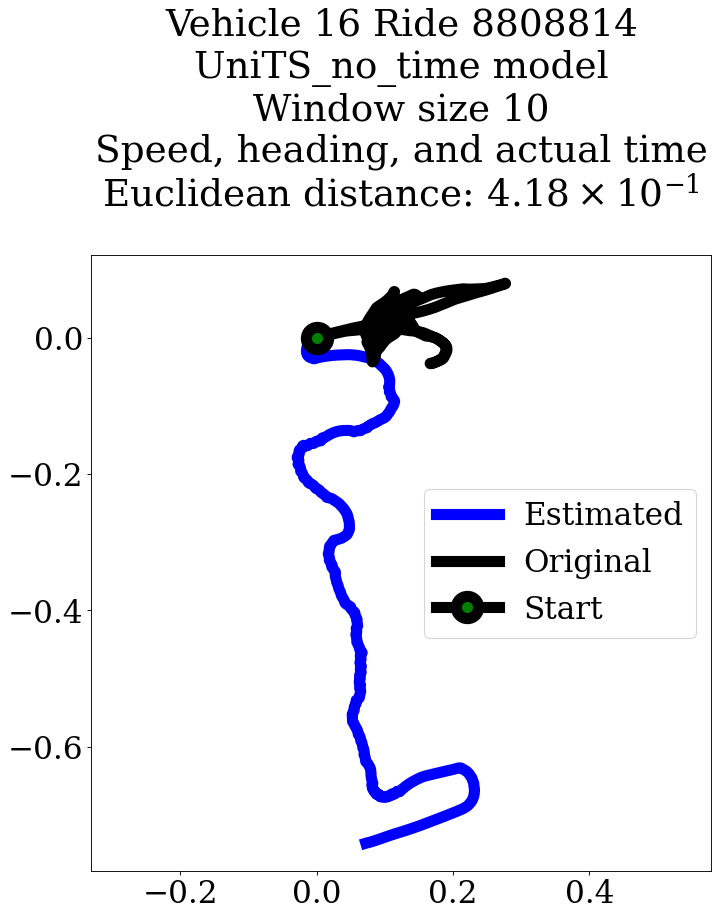 Vehicle 16 Ride 8808814
UniTS_no_time model
Window size 10
Speed, heading, and actual time
Euclidean distance: 4.18 × 10⁻¹
0.0
−0.2
−0.4
−0.6
Estimated
Original
Start
−0.2 0.0 0.2 0.4